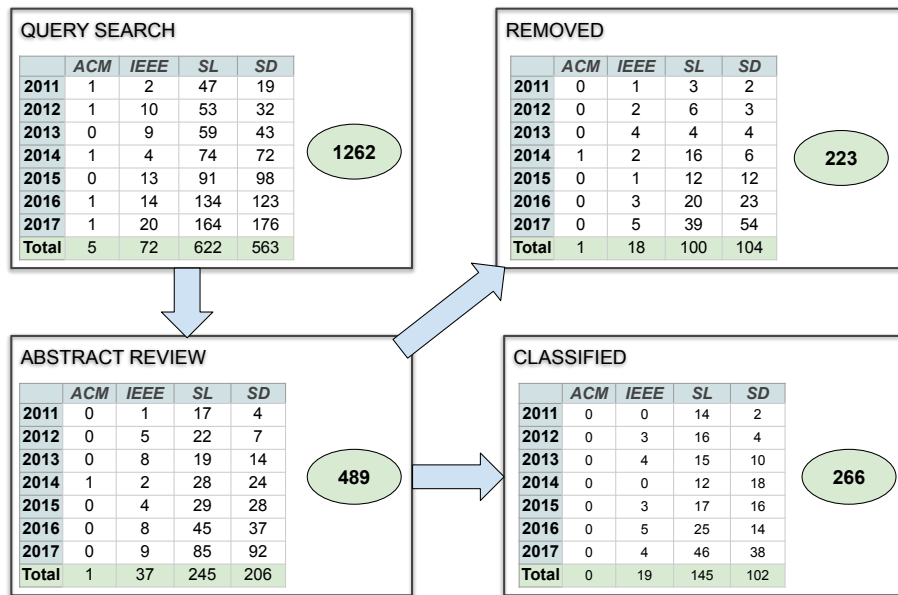 QUERY SEARCH
ACM IEEE SL SD
2011 1 2 47 19
2012 1 10 53 32
2013 0 9 59 43
2014 1 4 74 72
2015 0 13 91 98
2016 1 14 134 123
2017 1 20 164 176
Total 5 72 622 563
1262
REMOVED
ACM IEEE SL SD
2011 0 1 3 2
2012 0 2 6 3
2013 0 4 4 4
2014 1 2 16 6
2015 0 1 12 12
2016 0 3 20 23
2017 0 5 39 54
Total 1 18 100 104
223
ABSTRACT REVIEW
ACM IEEE SL SD
2011 0 1 17 4
2012 0 5 22 7
2013 0 8 19 14
2014 1 2 28 24
2015 0 4 29 28
2016 0 8 45 37
2017 0 9 85 92
Total 1 37 245 206
489
CLASSIFIED
ACM IEEE SL SD
2011 0 0 14 2
2012 0 3 16 4
2013 0 4 15 10
2014 0 0 12 18
2015 0 3 17 16
2016 0 5 25 14
2017 0 4 46 38
Total 0 19 145 102
266